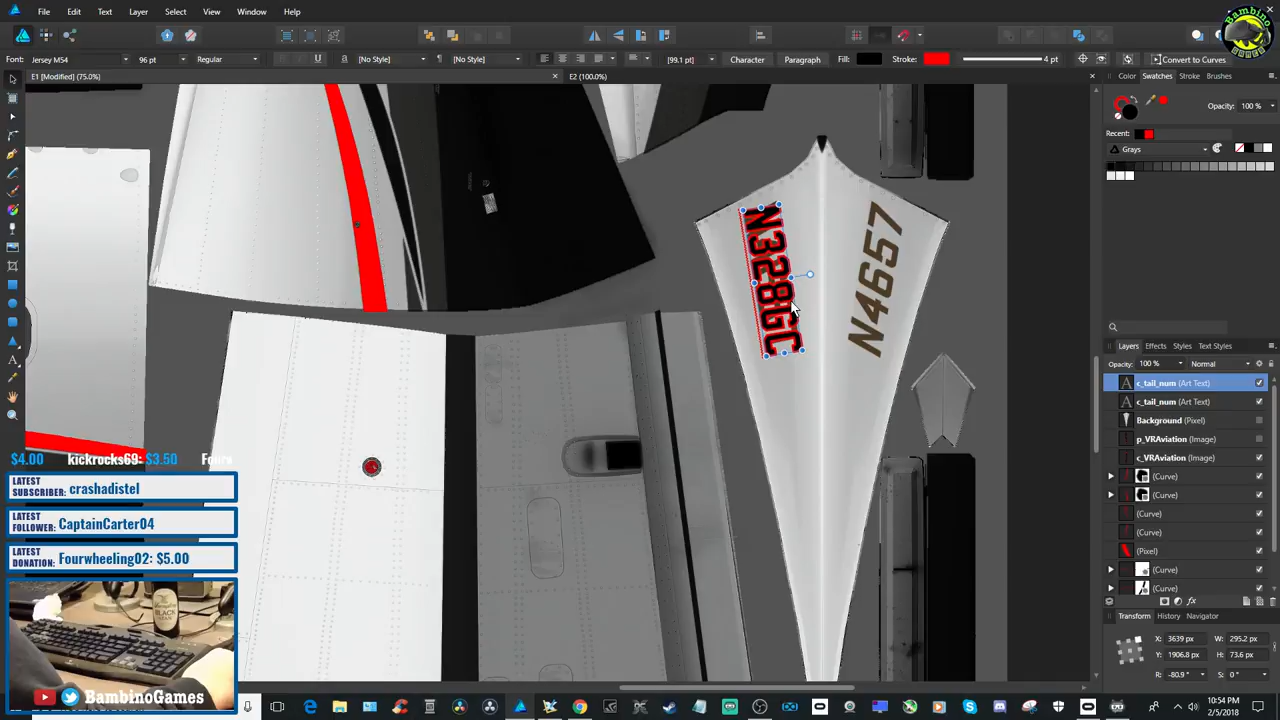 File Edit Text Layer Select View Window Help
Bambino
Font: Jersey M54 96 pt Regular B I U [No Style] [No Style] [99.1 pt] Character Paragraph Fill: Stroke: 4 pt Convert to Curves
E1 [Modified] (75.0%) × E2 (100.0%) ×
Color Swatches Stroke Brushes
Opacity: 100 %
Recent:
Grays
N328GC
N4657
Layers Effects Styles Text Styles
Opacity: 100 % Normal
c_tail_num (Art Text)
c_tail_num (Art Text)
Background (Pixel)
p_VRAviation (Image)
c_VRAviation (Image)
(Curve)
(Curve)
(Curve)
(Curve)
(Pixel)
(Curve)
(Curve)
Transform History Navigator
X: 3639 px W: 295.2 px
Y: 1906.8 px H: 73.6 px
R: -80.9 ° S: 0 °
$4.00 kickrocks69: $3.50 Fourw
LATEST SUBSCRIBER: crashadistel
LATEST FOLLOWER: CaptainCarter04
LATEST DONATION: Fourwheeling02: $5.00
BLACK
BambinoGames
10:54 PM
2/5/2018